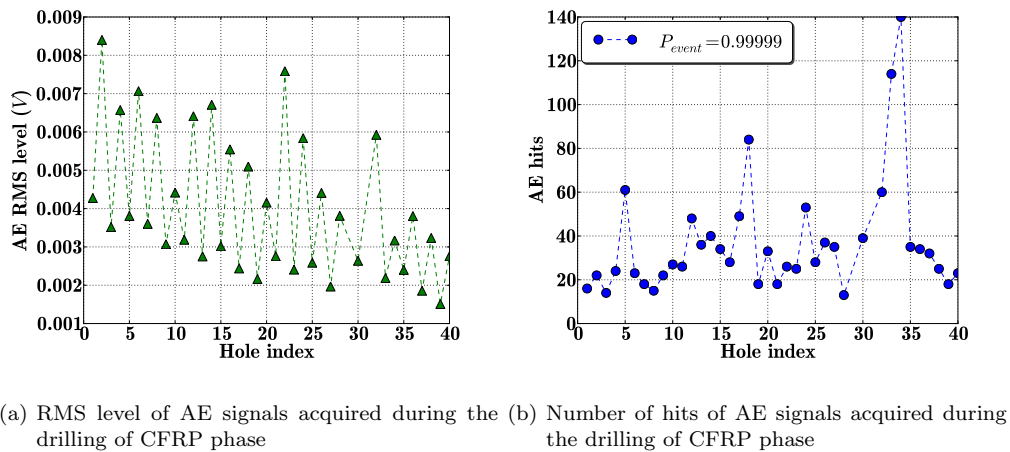 0.009
0.008
0.007
0.006
0.005
0.004
0.003
0.002
0.001
AE RMS level (V)
0 5 10 15 20 25 30 35 40
Hole index
140
120
100
80
60
40
20
0
AE hits
P_event=0.99999
0 5 10 15 20 25 30 35 40
Hole index
(a) RMS level of AE signals acquired during the
drilling of CFRP phase
(b) Number of hits of AE signals acquired during
the drilling of CFRP phase